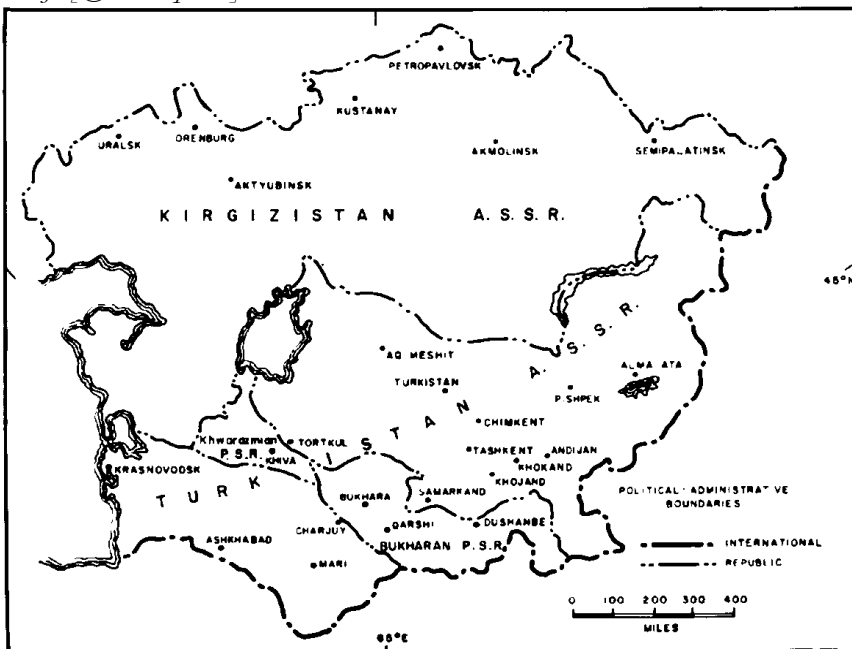 PETROPAVLOVSK
KUSTANAY
URALSK
ORENBURG
AKMOLINSK
SEMIPALATINSK
AKTYUBINSK
KIRGIZISTAN A.S.S.R.
45°N
AQ MESHIT
ALMA ATA
TURKISTAN
PISHPEK
CHIMKENT
Khwarazmian
P.S.R.
TORTKUL
KHIVA
TASHKENT
ANDIJAN
KHOKAND
KRASNOVODSK
KHOJAND
TURKISTAN A.S.S.R.
POLITICAL-ADMINISTRATIVE
BOUNDARIES
BUKHARA
SAMARKAND
CHARJUY
QARSHI
DUSHANBE
ASHKHABAD
BUKHARAN P.S.R.
INTERNATIONAL
MARI
REPUBLIC
0 100 200 300 400
MILES
65°E